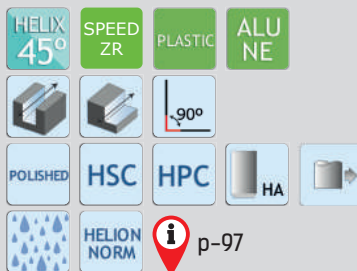 HELIX
45º
SPEED
ZR
PLASTIC
ALU
NE
90º
POLISHED
HSC
HPC
HA
HELION
NORM
i
p-97